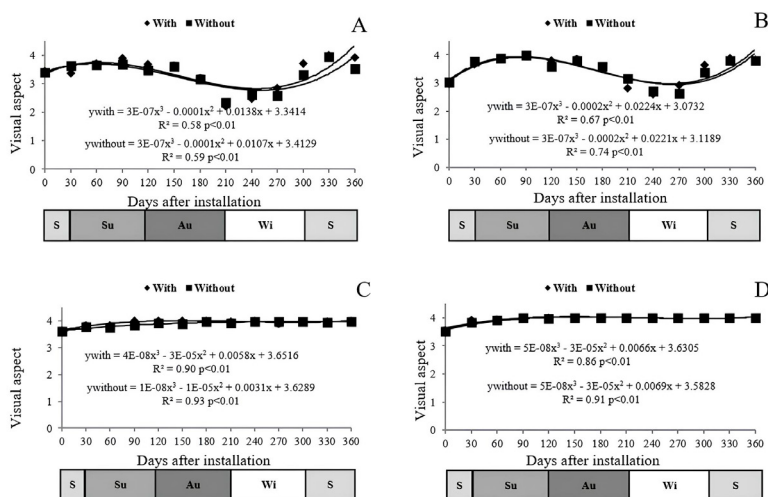 ◆With ■Without A
4
3
2
1
0
Visual aspect
ywith = 3E-07x³ - 0.0001x² + 0.0138x + 3.3414
R² = 0.58 p<0.01
ywithout = 3E-07x³ - 0.0001x² + 0.0107x + 3.4129
R² = 0.59 p<0.01
0 30 60 90 120 150 180 210 240 270 300 330 360
Days after installation
S Su Au Wi S
◆With ■Without B
4
3
2
1
0
Visual aspect
ywith = 3E-07x³ - 0.0002x² + 0.0224x + 3.0732
R² = 0.67 p<0.01
ywithout = 3E-07x³ - 0.0002x² + 0.0221x + 3.1189
R² = 0.74 p<0.01
0 30 60 90 120 150 180 210 240 270 300 330 360
Days after installation
S Su Au Wi S
◆With ■Without C
4
3
2
1
0
Visual aspect
ywith = 4E-08x³ - 3E-05x² + 0.0058x + 3.6516
R² = 0.90 p<0.01
ywithout = 1E-08x³ - 1E-05x² + 0.0031x + 3.6289
R² = 0.93 p<0.01
0 30 60 90 120 150 180 210 240 270 300 330 360
Days after installation
S Su Au Wi S
◆With ■Without D
4
3
2
1
0
Visual aspect
ywith = 5E-08x³ - 3E-05x² + 0.0066x + 3.6305
R² = 0.86 p<0.01
ywithout = 5E-08x³ - 3E-05x² + 0.0069x + 3.5828
R² = 0.91 p<0.01
0 30 60 90 120 150 180 210 240 270 300 330 360
Days after installation
S Su Au Wi S